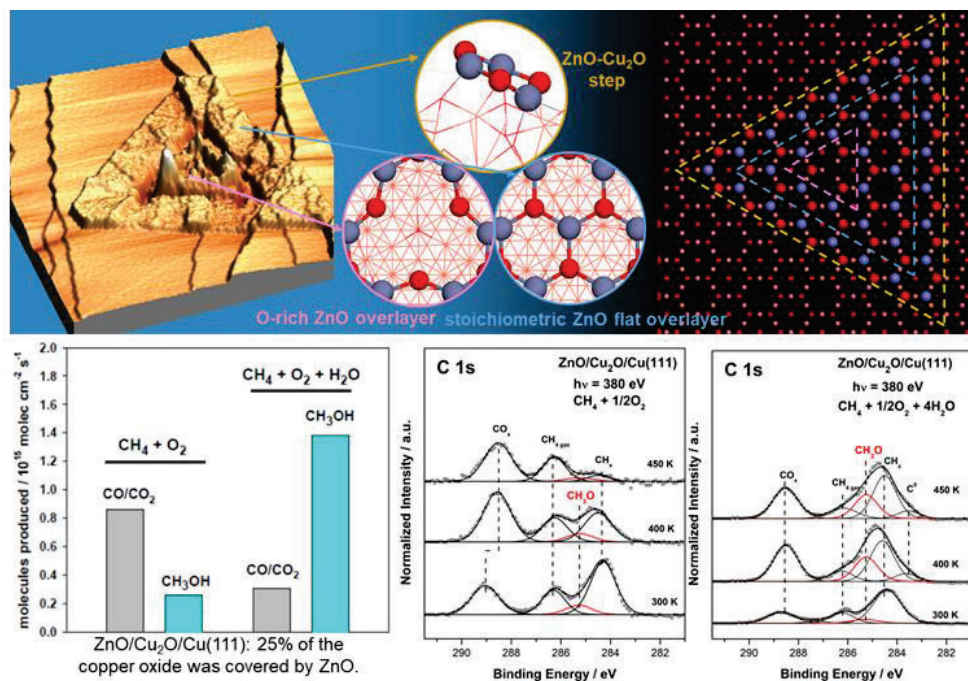 ZnO-Cu₂O
step
O-rich ZnO overlayer
stoichiometric ZnO flat overlayer
molecules produced / 10¹⁵ molec cm⁻² s⁻¹
2.0
1.8
1.6
1.4
1.2
1.0
0.8
0.6
0.4
0.2
0.0
CH₄ + O₂
CO/CO₂
CH₃OH
CH₄ + O₂ + H₂O
CO/CO₂
CH₃OH
ZnO/Cu₂O/Cu(111): 25% of the
copper oxide was covered by ZnO.
C 1s
ZnO/Cu₂O/Cu(111)
hν = 380 eV
CH₄ + 1/2O₂
COₓ
CH₄ gas
CHₓ
450 K
CH₃O
400 K
300 K
Normalized Intensity / a.u.
290 288 286 284 282
Binding Energy / eV
C 1s
ZnO/Cu₂O/Cu(111)
hν = 380 eV
CH₄ + 1/2O₂ + 4H₂O
CH₃O
COₓ
CH₄ gas
CHₓ
C⁰
450 K
400 K
300 K
Normalized Intensity / a.u.
290 288 286 284 282
Binding Energy / eV